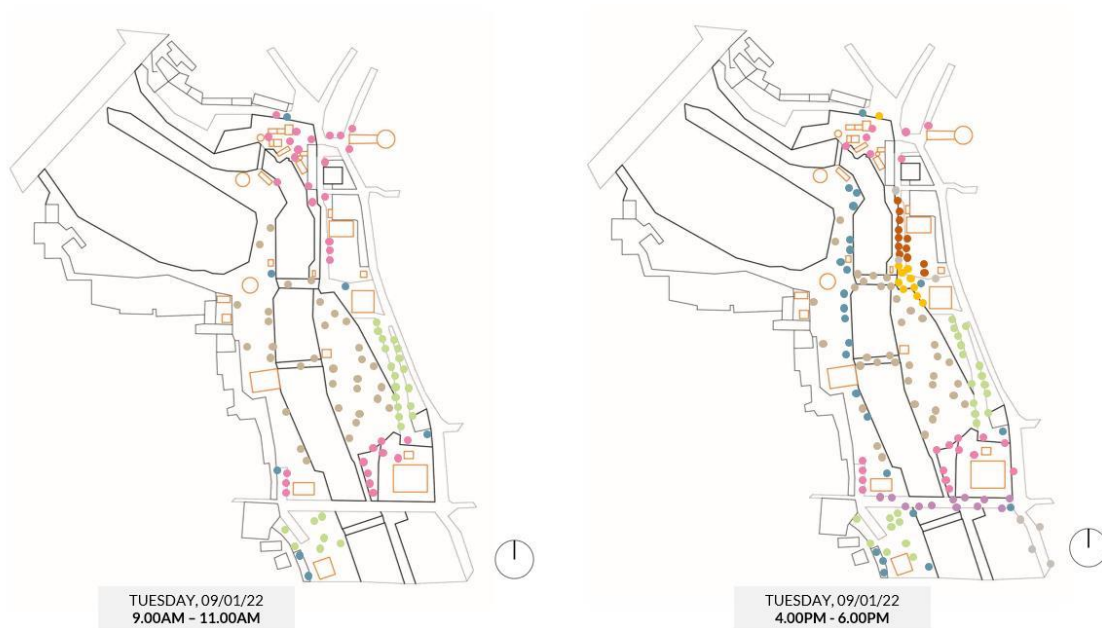 TUESDAY, 09/01/22
9.00AM – 11.00AM
TUESDAY, 09/01/22
4.00PM - 6.00PM